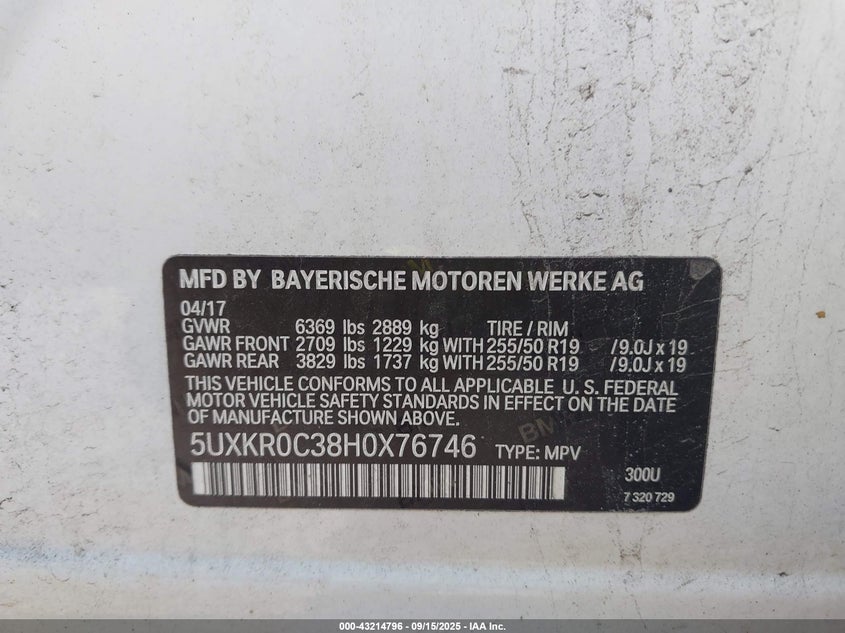 MFD BY BAYERISCHE MOTOREN WERKE AG
04/17
GVWR 6369 lbs 2889 kg TIRE / RIM
GAWR FRONT 2709 lbs 1229 kg WITH 255/50 R19 /9.0J x 19
GAWR REAR 3829 lbs 1737 kg WITH 255/50 R19 /9.0J x 19
THIS VEHICLE CONFORMS TO ALL APPLICABLE U. S. FEDERAL
MOTOR VEHICLE SAFETY STANDARDS IN EFFECT ON THE DATE
OF MANUFACTURE SHOWN ABOVE.
5UXKR0C38H0X76746 TYPE: MPV
300U
7 320 729
000-43214796 - 09/15/2025 - IAA Inc.